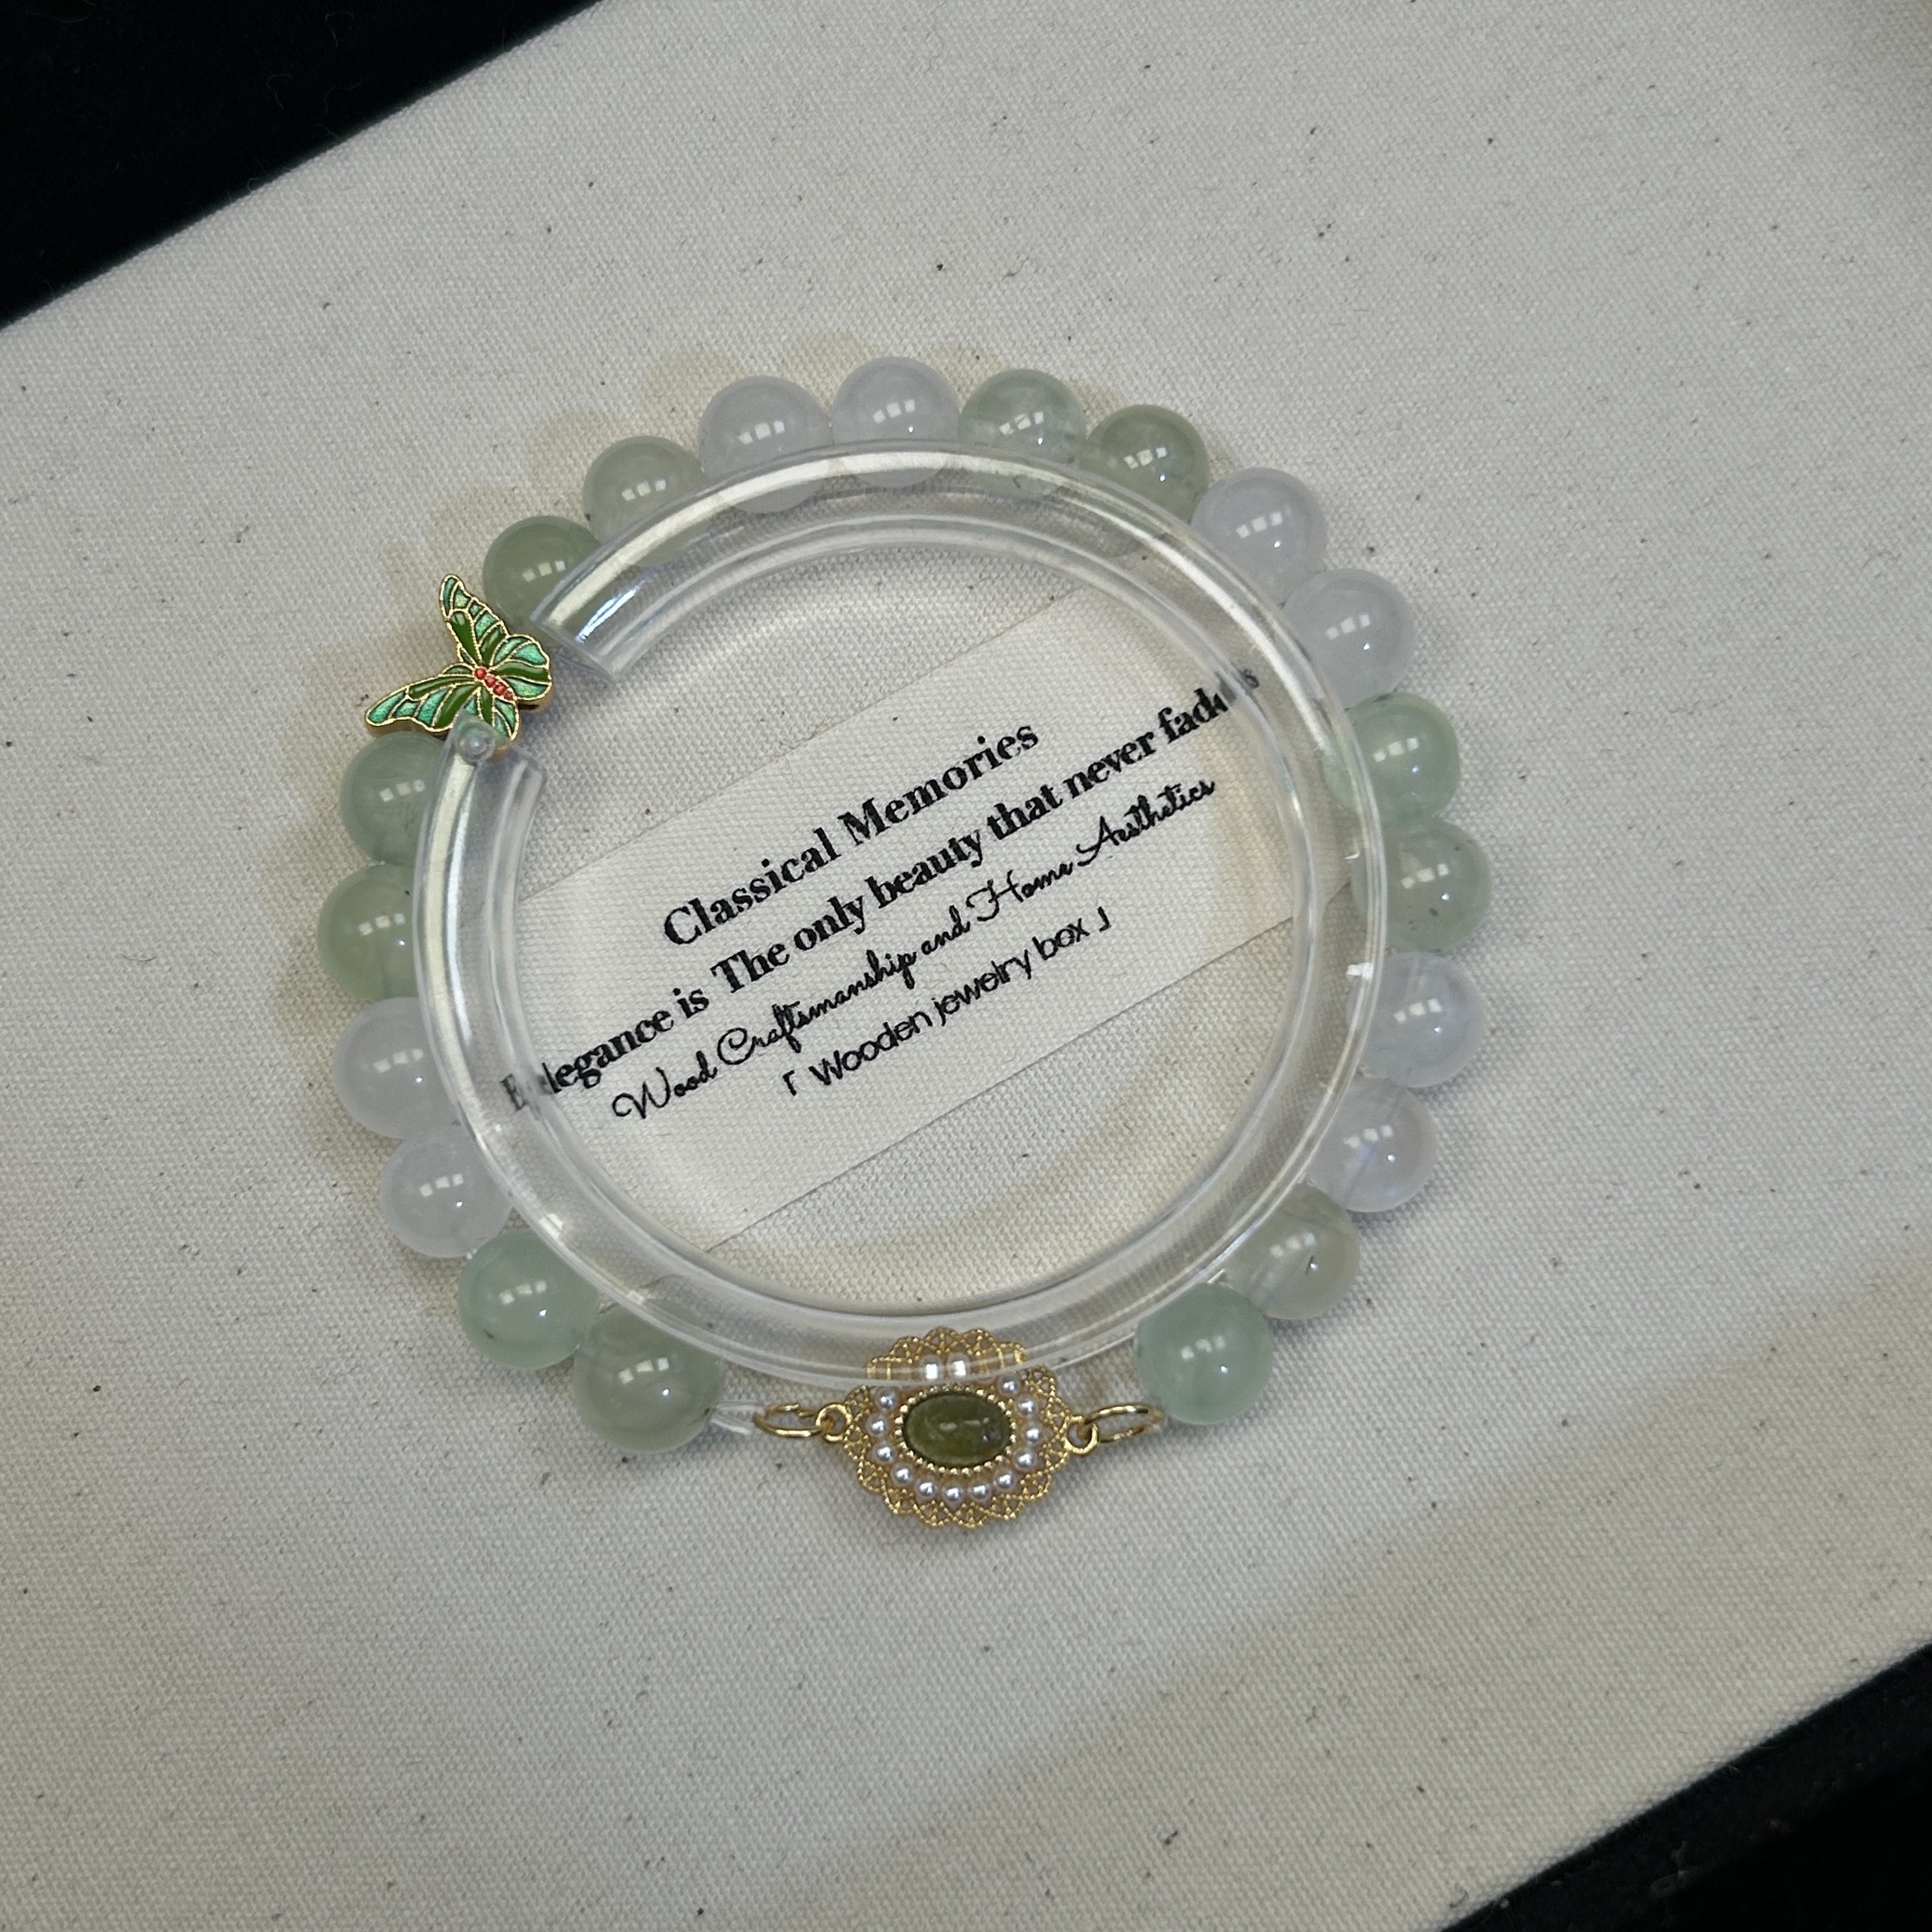 Classical Memories
Elegance is The only beauty that never fades
Wood Craftsmanship and Home Aesthetics
「 Wooden jewelry box 」